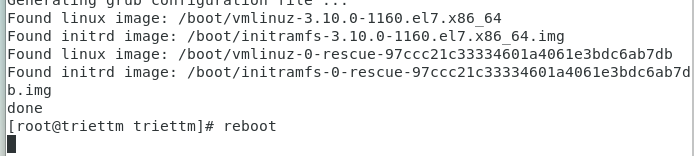 Generating grub configuration file ...
Found linux image: /boot/vmlinuz-3.10.0-1160.el7.x86_64
Found initrd image: /boot/initramfs-3.10.0-1160.el7.x86_64.img
Found linux image: /boot/vmlinuz-0-rescue-97ccc21c33334601a4061e3bdc6ab7db
Found initrd image: /boot/initramfs-0-rescue-97ccc21c33334601a4061e3bdc6ab7d
b.img
done
[root@triettm triettm]# reboot